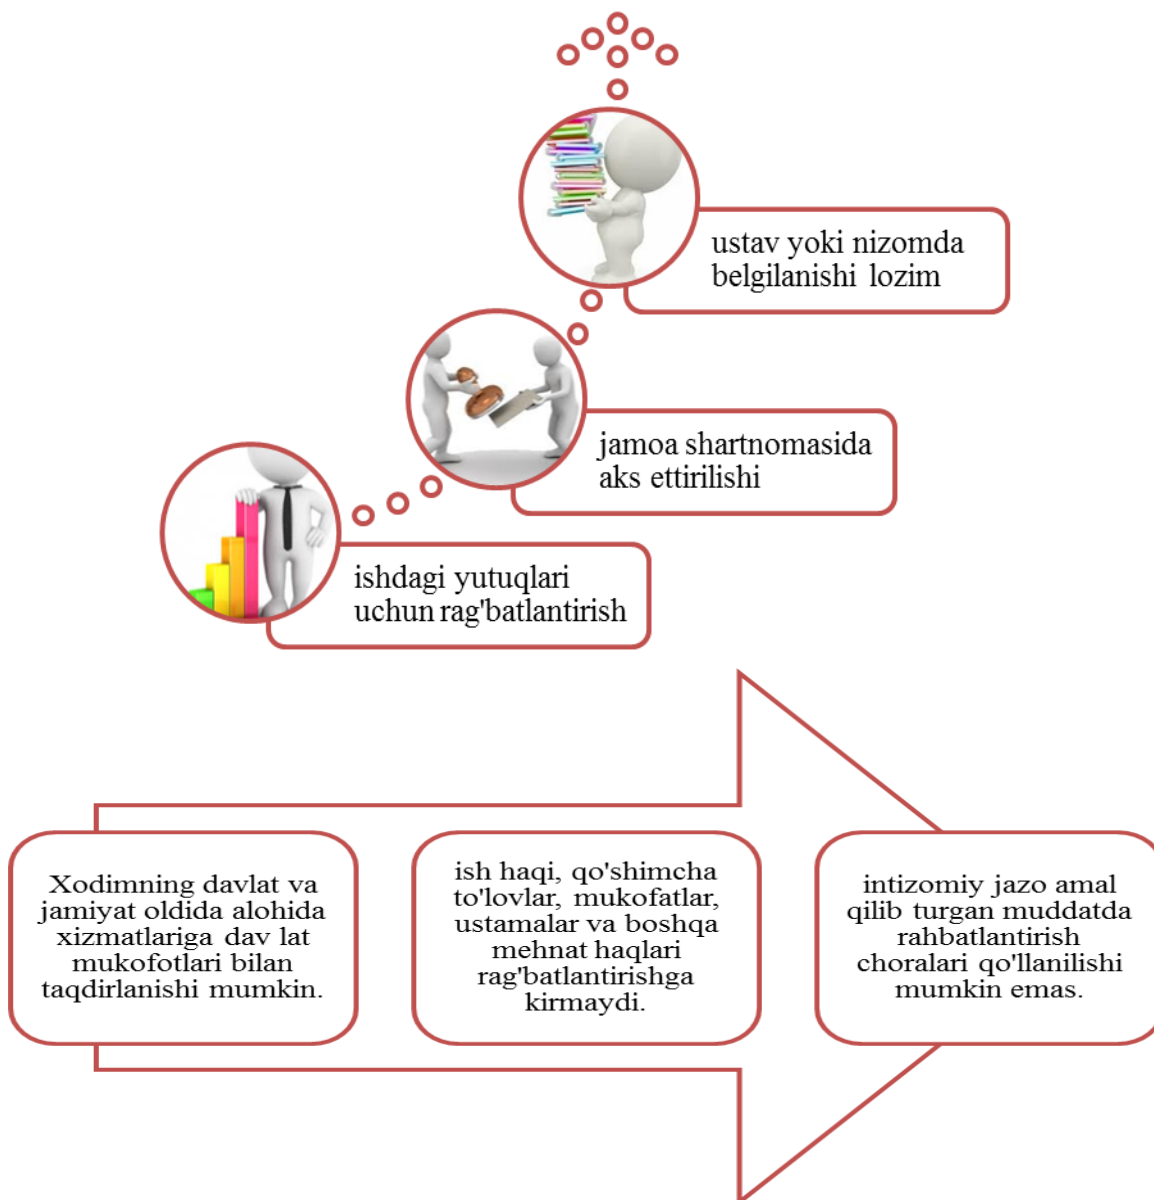 ustav yoki nizomda
belgilanishi lozim
jamoa shartnomasida
aks ettirilishi
ishdagi yutuqlari
uchun rag'batlantirish
Xodimning davlat va
jamiyat oldida alohida
xizmatlariga dav lat
mukofotlari bilan
taqdirlanishi mumkin.
ish haqi, qo'shimcha
to'lovlar, mukofatlar,
ustamalar va boshqa
mehnat haqlari
rag'batlantirishga
kirmaydi.
intizomiy jazo amal
qilib turgan muddatda
rahbatlantirish
choralari qo'llanilishi
mumkin emas.